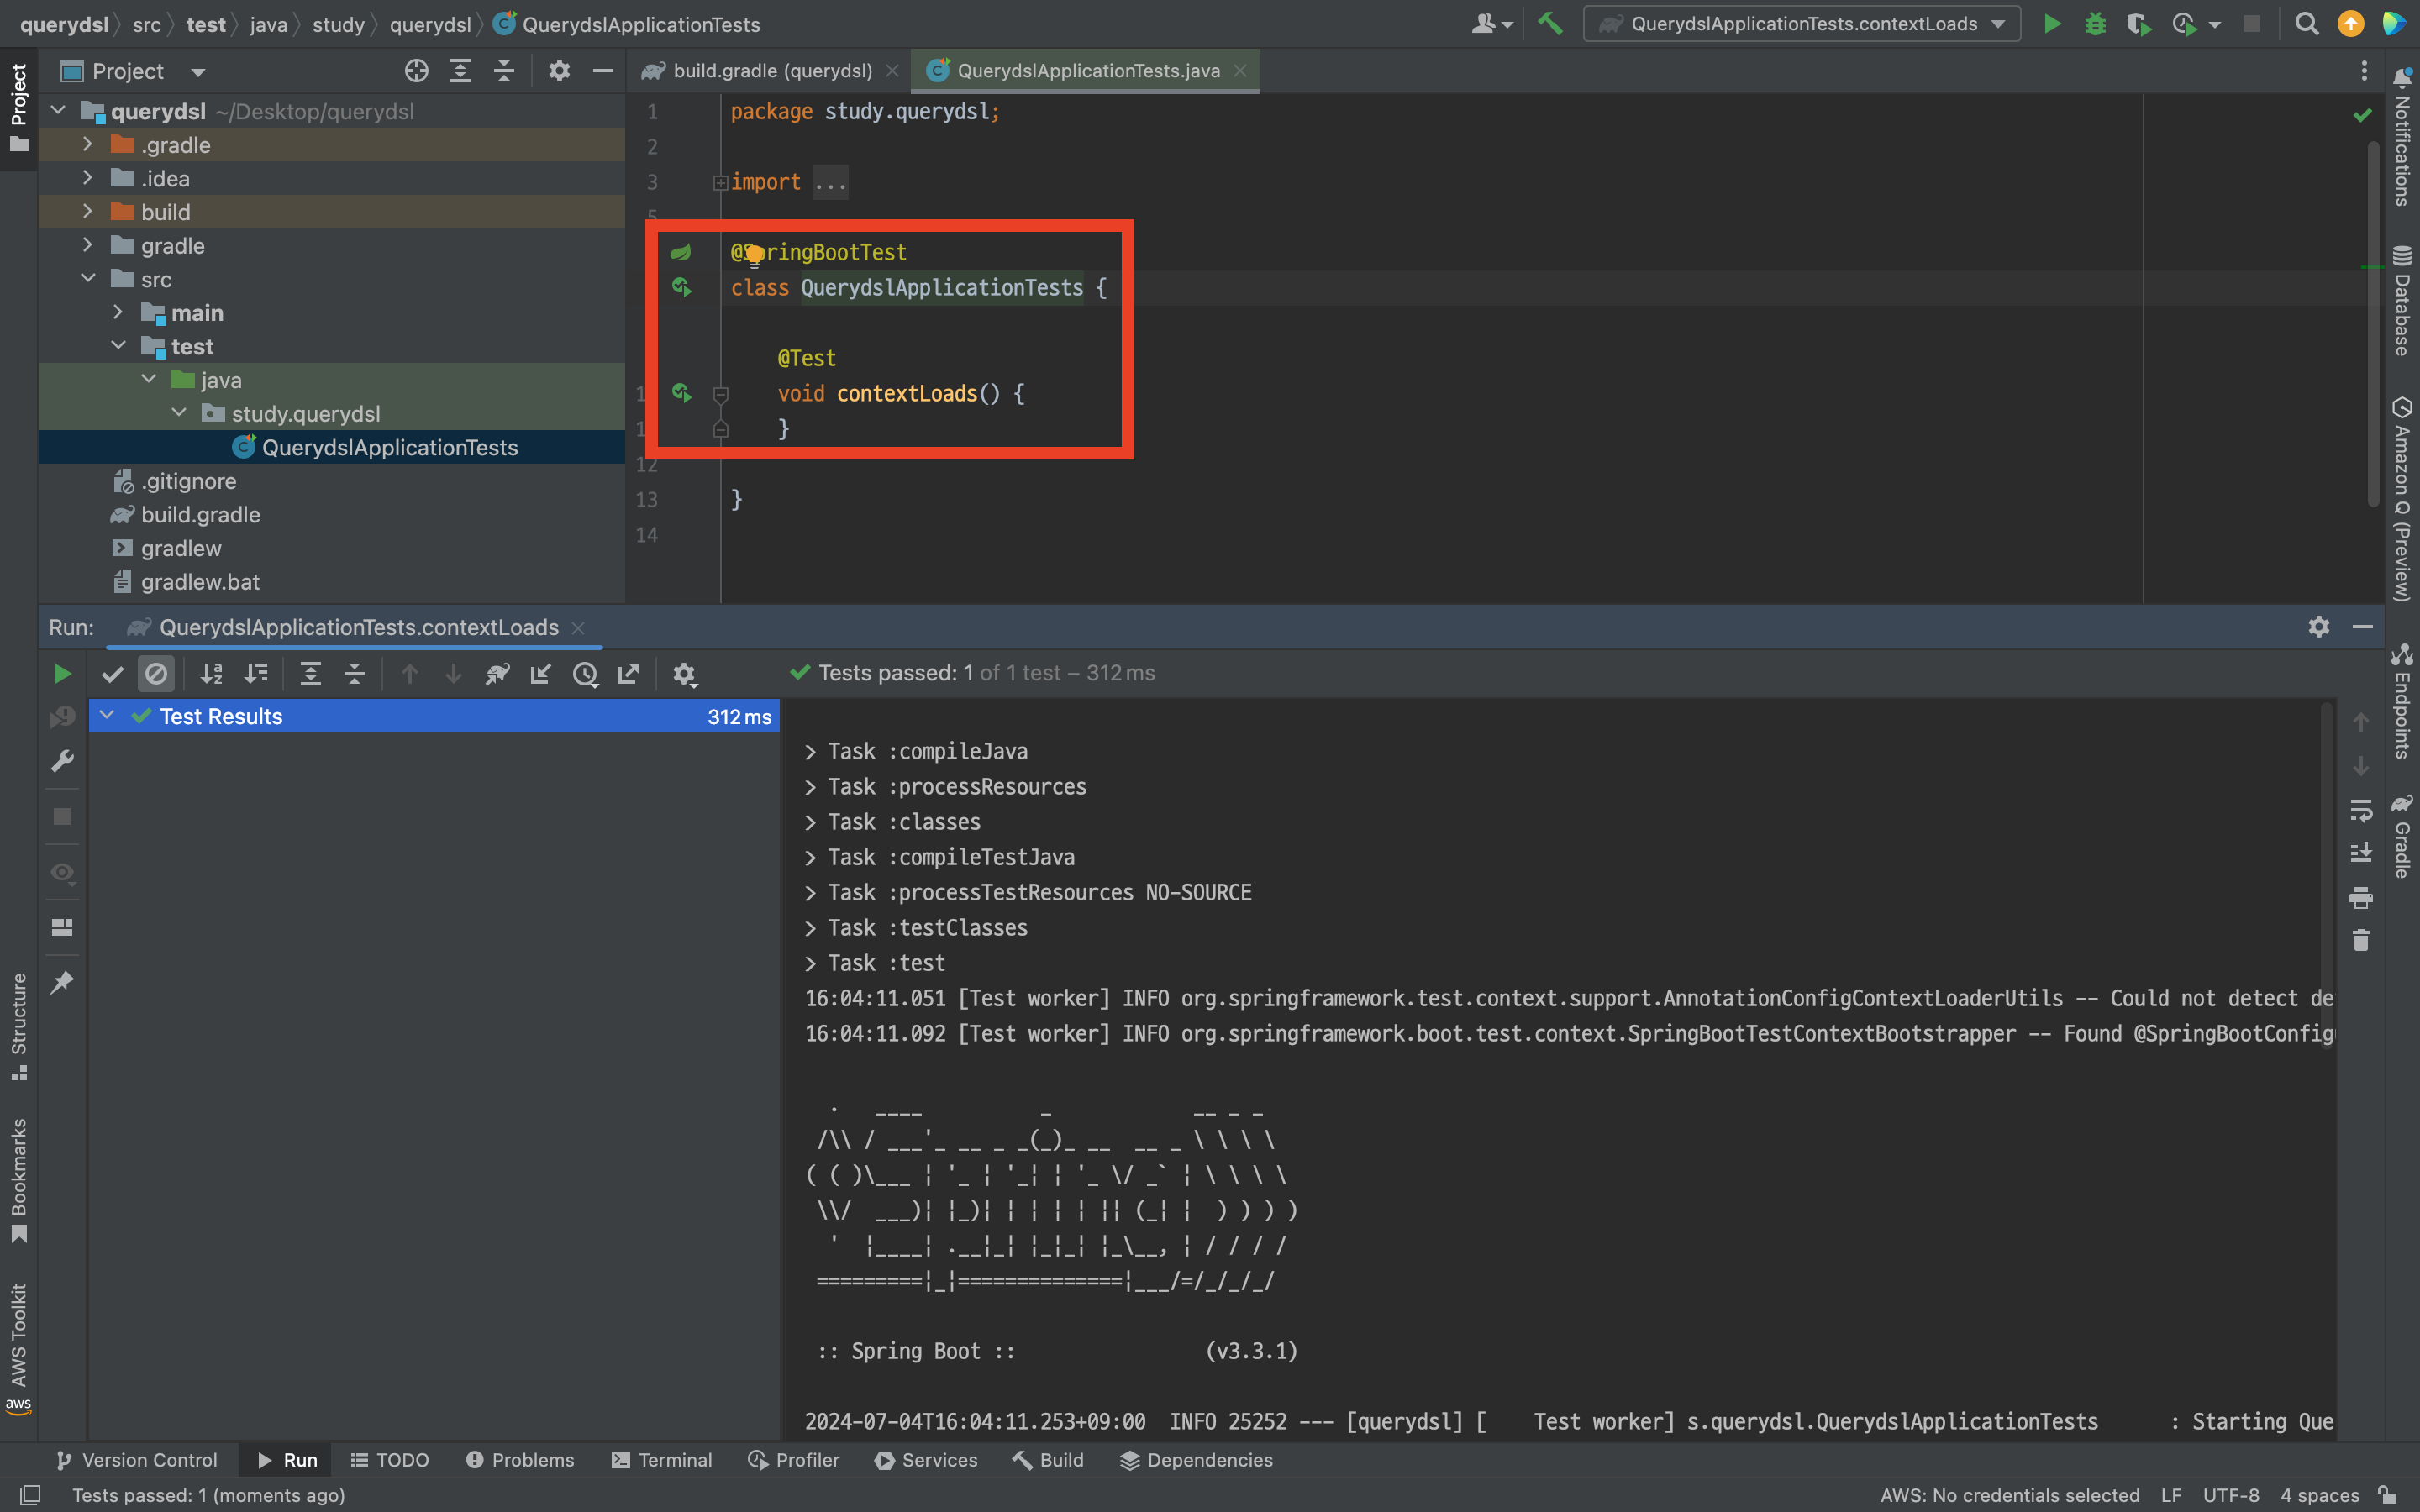 querydsl src test java study querydsl QuerydslApplicationTests
QuerydslApplicationTests.contextLoads
Project
build.gradle (querydsl)
QuerydslApplicationTests.java
Project
querydsl ~/Desktop/querydsl
.gradle
.idea
build
gradle
src
main
test
java
study.querydsl
QuerydslApplicationTests
.gitignore
build.gradle
gradlew
gradlew.bat
1 package study.querydsl;
2
3 import ...
5
@SpringBootTest
class QuerydslApplicationTests {
@Test
void contextLoads() {
}
12
13 }
14
Notifications
Database
Amazon Q (Preview)
Endpoints
Gradle
Run: QuerydslApplicationTests.contextLoads
Tests passed: 1 of 1 test – 312 ms
Test Results 312 ms
> Task :compileJava
> Task :processResources
> Task :classes
> Task :compileTestJava
> Task :processTestResources NO-SOURCE
> Task :testClasses
> Task :test
16:04:11.051 [Test worker] INFO org.springframework.test.context.support.AnnotationConfigContextLoaderUtils -- Could not detect de
16:04:11.092 [Test worker] INFO org.springframework.boot.test.context.SpringBootTestContextBootstrapper -- Found @SpringBootConfig
  .   ____          _            __ _ _
 /\\ / ___'_ __ _ _(_)_ __  __ _ \ \ \ \
( ( )\___ | '_ | '_| | '_ \/ _` | \ \ \ \
 \\/  ___)| |_)| | | | | || (_| |  ) ) ) )
  '  |____| .__|_| |_|_| |_\__, | / / / /
 =========|_|==============|___/=/_/_/_/
:: Spring Boot :: (v3.3.1)
2024-07-04T16:04:11.253+09:00  INFO 25252 --- [querydsl] [    Test worker] s.querydsl.QuerydslApplicationTests      : Starting Que
Structure
Bookmarks
AWS Toolkit
aws
Version Control
Run
TODO
Problems
Terminal
Profiler
Services
Build
Dependencies
Tests passed: 1 (moments ago)
AWS: No credentials selected LF UTF-8 4 spaces